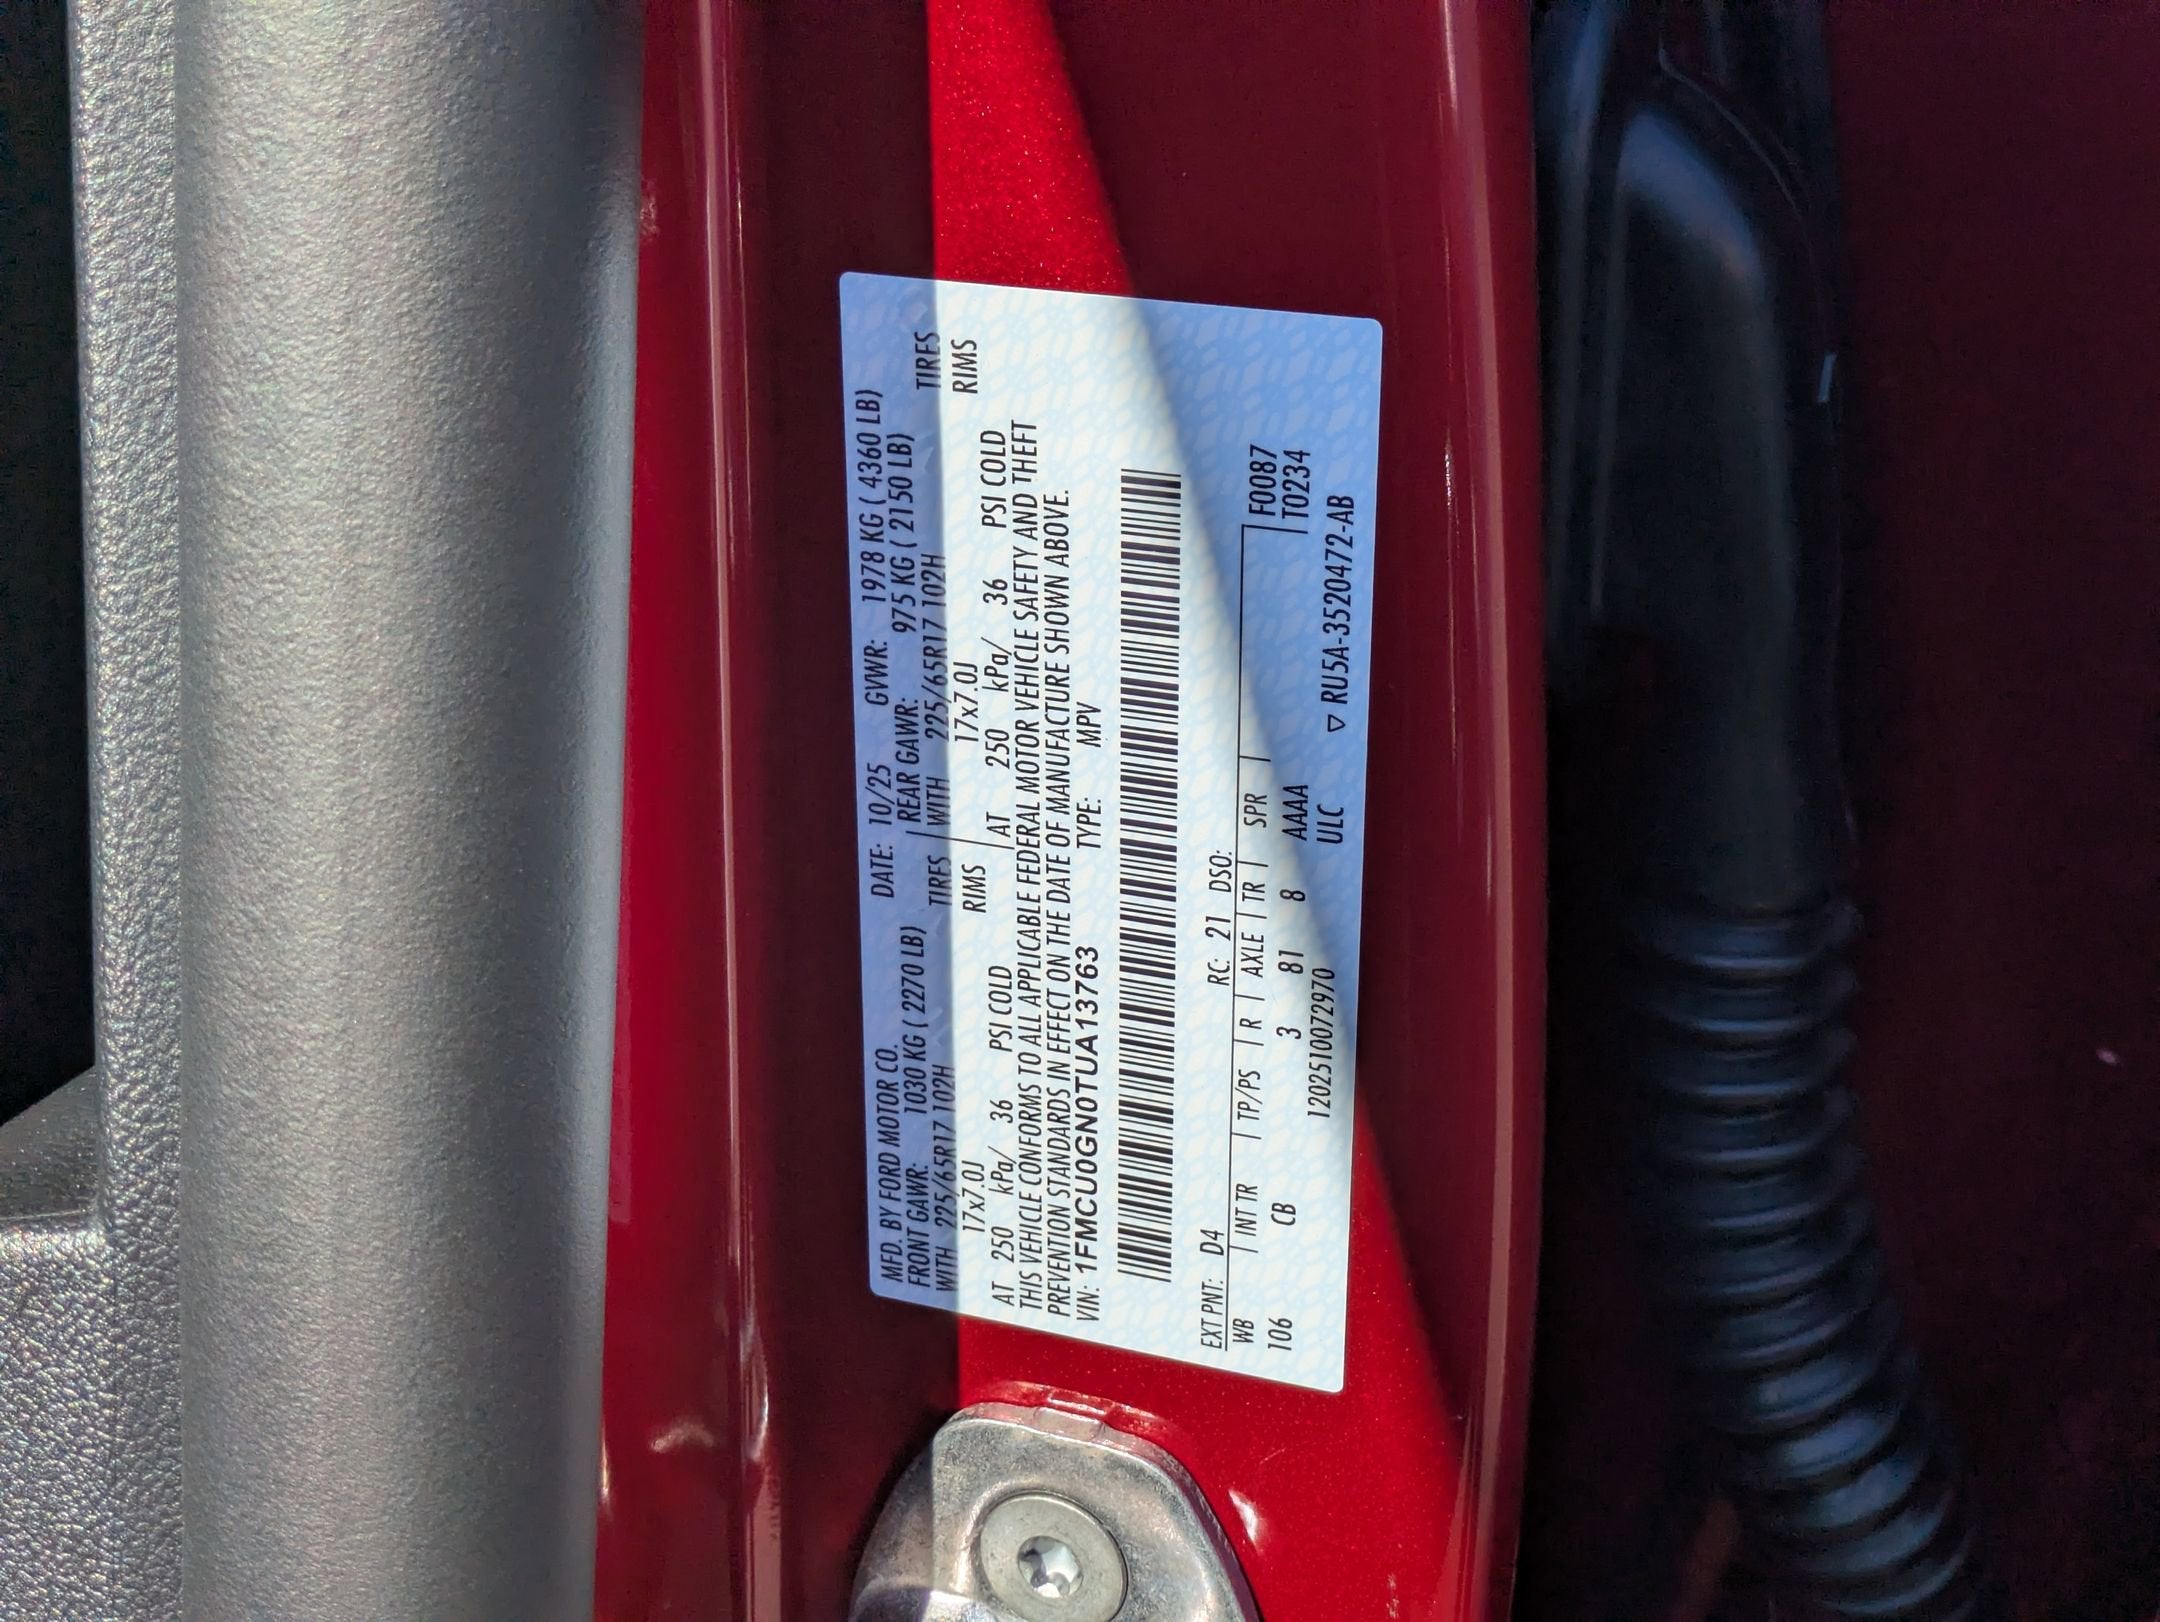 MFD. BY FORD MOTOR CO. DATE: 10/25 GVWR: 1978 KG ( 4360 LB)
FRONT GAWR: 1030 KG ( 2270 LB) REAR GAWR: 975 KG ( 2150 LB)
WITH 225/65R17 102H TIRES WITH 225/65R17 102H TIRES
17x7.0J RIMS 17x7.0J RIMS
AT 250 kPa/ 36 PSI COLD AT 250 kPa/ 36 PSI COLD
THIS VEHICLE CONFORMS TO ALL APPLICABLE FEDERAL MOTOR VEHICLE SAFETY AND THEFT
PREVENTION STANDARDS IN EFFECT ON THE DATE OF MANUFACTURE SHOWN ABOVE.
VIN: 1FMCU0GN0TUA13763 TYPE: MPV
EXT PNT: D4 RC: 21 DSO:
WB INT TR TP/PS R AXLE TR SPR F0087
106 CB 3 81 8 AAAA T0234
120251007297​0 ULC ▽ RU5A-3520472-AB